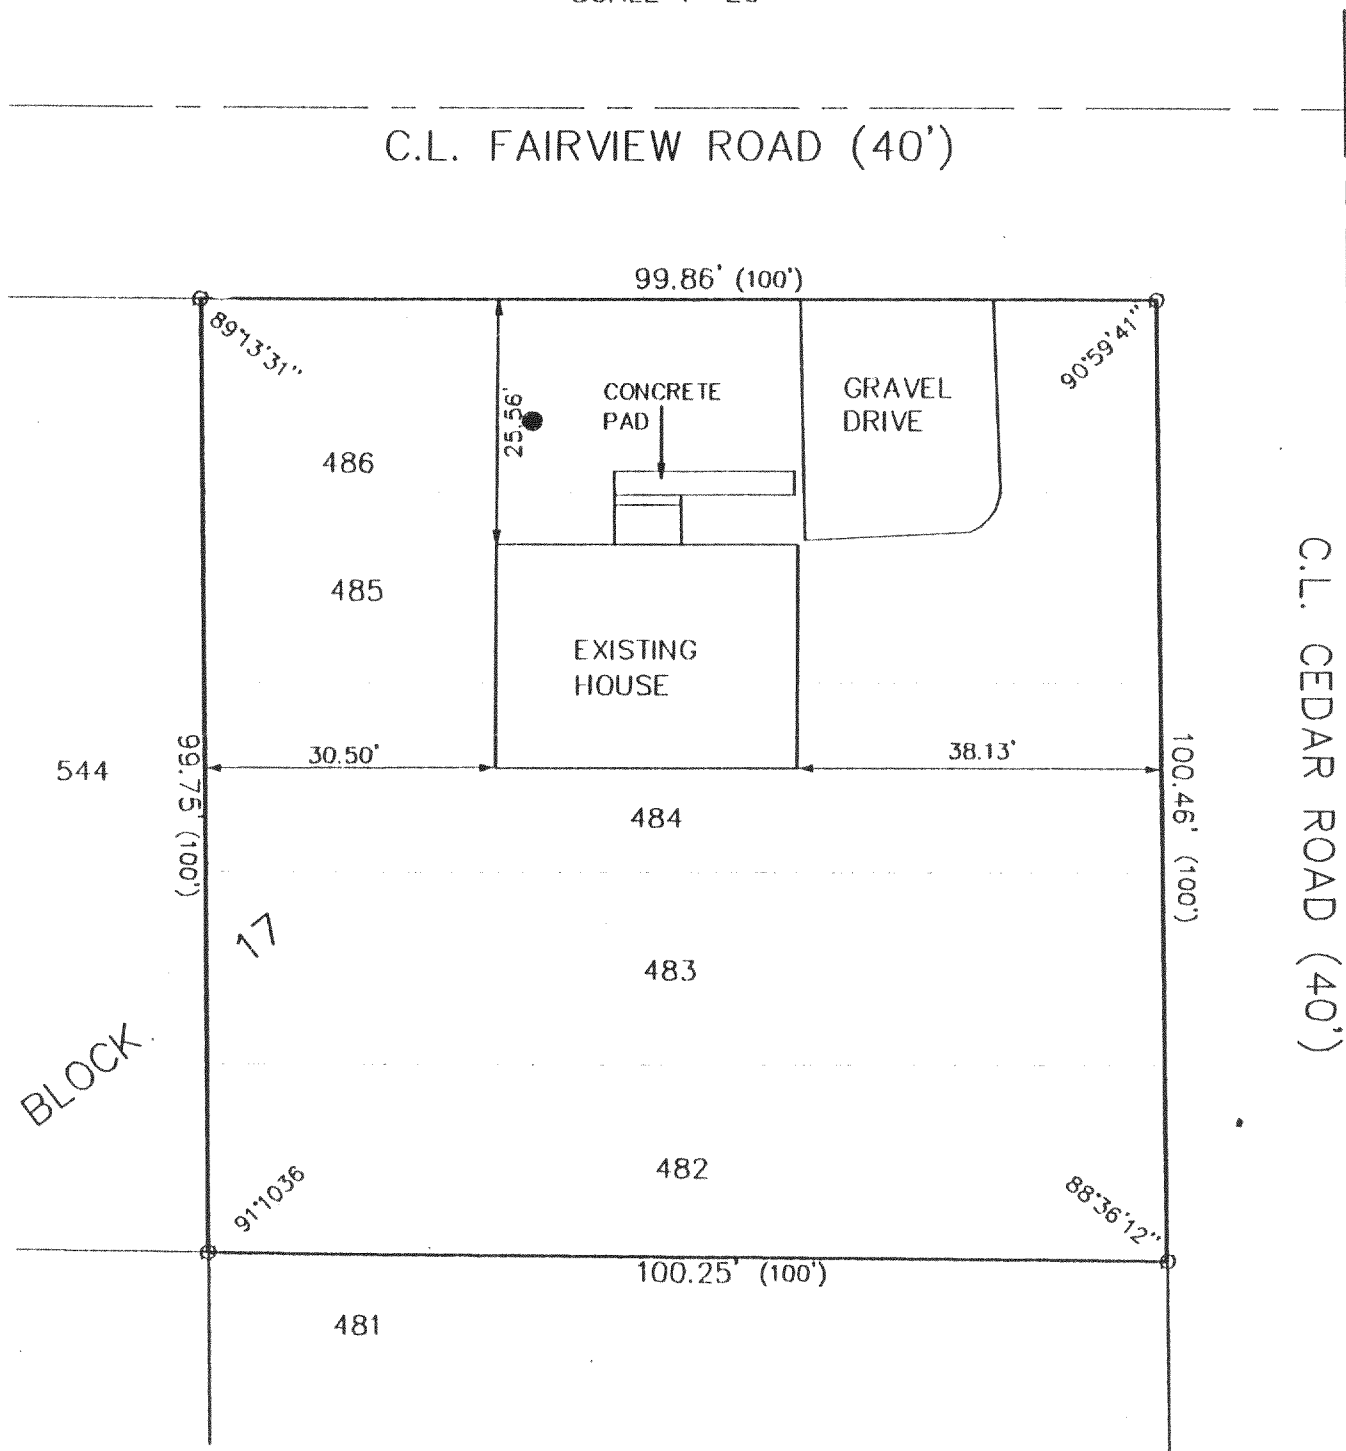 C.L. FAIRVIEW ROAD (40')
99.86' (100')
89°13'31"
90°59'41"
25.56'
CONCRETE
PAD
GRAVEL
DRIVE
486
485
EXISTING
HOUSE
C.L. CEDAR ROAD (40')
544
99.75' (100')
30.50'
38.13'
100.46' (100')
484
17
483
BLOCK
482
91°1036
88°36'12"
100.25' (100')
481